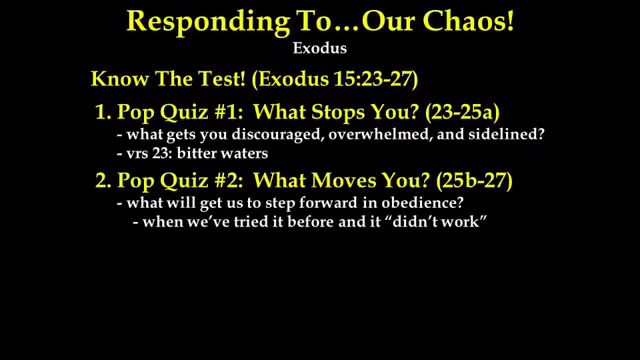 Responding To…Our Chaos!
Exodus
Know The Test! (Exodus 15:23-27)
1. Pop Quiz #1:  What Stops You? (23-25a)
- what gets you discouraged, overwhelmed, and sidelined?
- vrs 23: bitter waters
2. Pop Quiz #2:  What Moves You? (25b-27)
- what will get us to step forward in obedience?
- when we’ve tried it before and it “didn’t work”